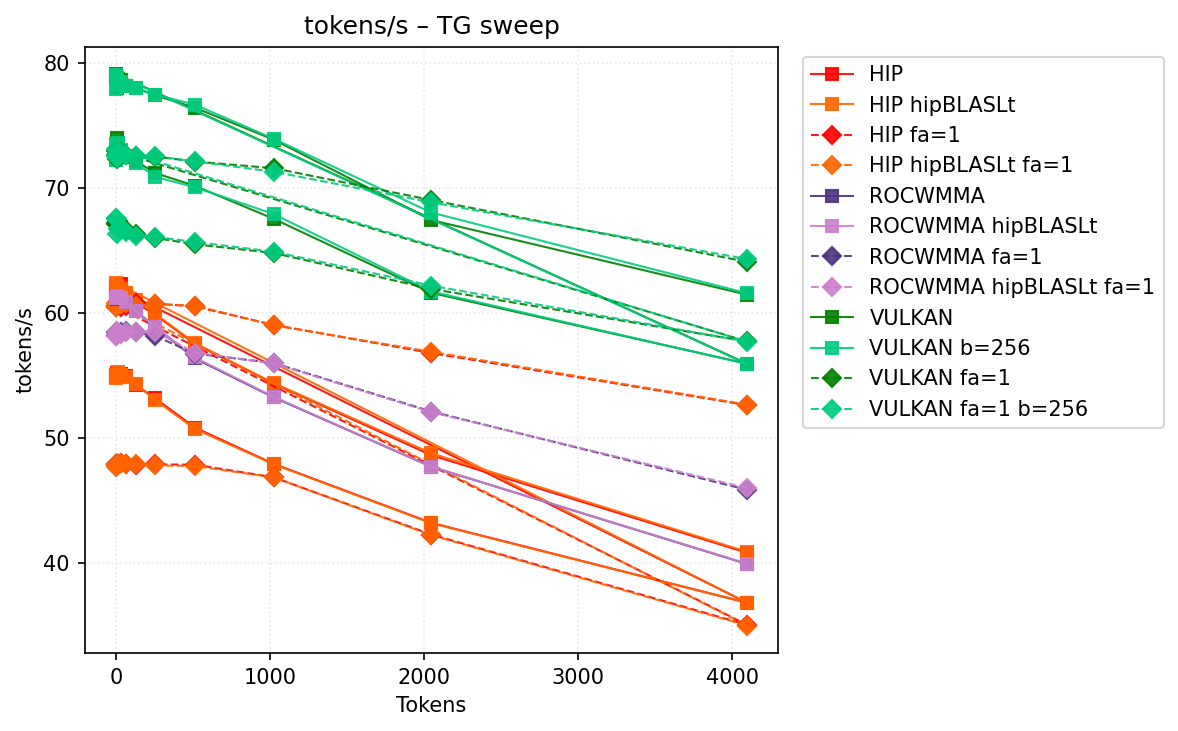 tokens/s – TG sweep
80
70
60
50
40
tokens/s
0
1000
2000
3000
4000
Tokens
HIP
HIP hipBLASLt
HIP fa=1
HIP hipBLASLt fa=1
ROCWMMA
ROCWMMA hipBLASLt
ROCWMMA fa=1
ROCWMMA hipBLASLt fa=1
VULKAN
VULKAN b=256
VULKAN fa=1
VULKAN fa=1 b=256